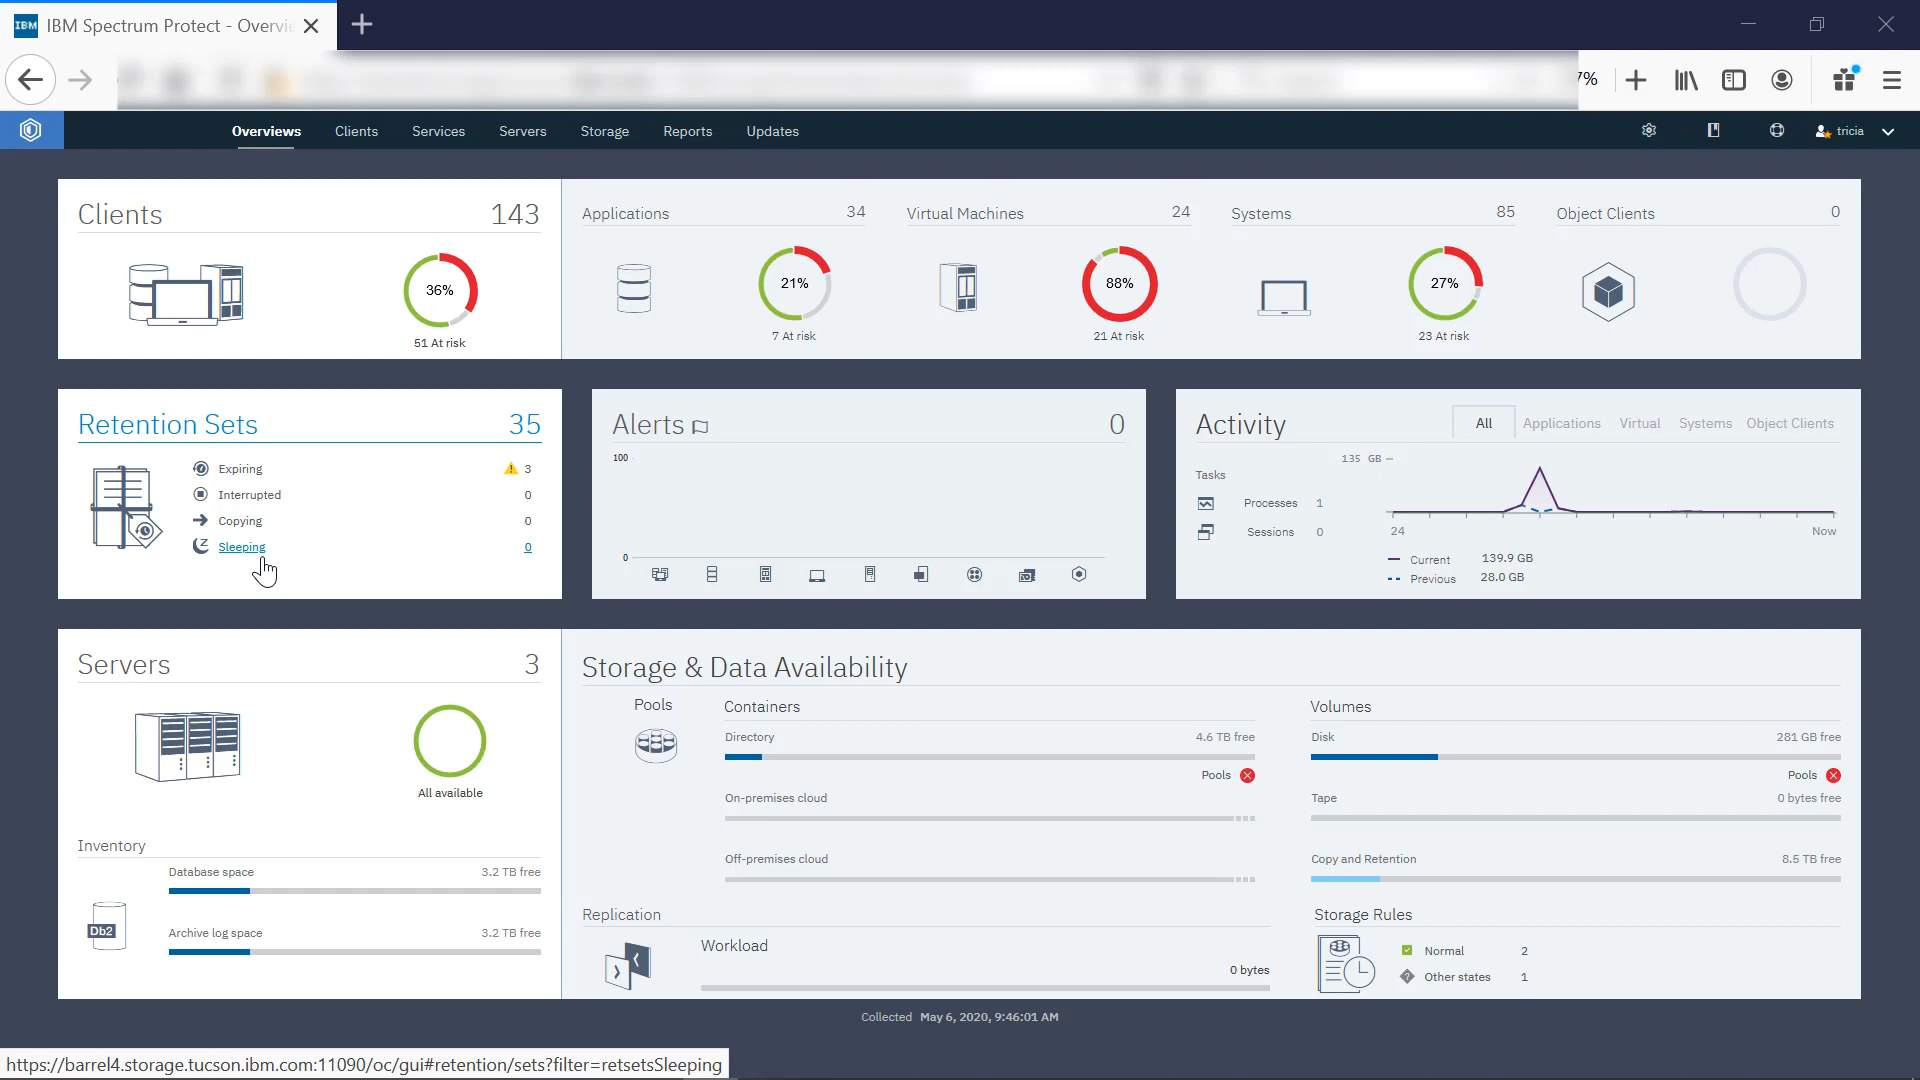 IBM Spectrum Protect - Overvie
7%
Overviews Clients Services Servers Storage Reports Updates
tricia
Clients 143
36%
51 At risk
Applications 34
21%
7 At risk
Virtual Machines 24
88%
21 At risk
Systems 85
27%
23 At risk
Object Clients 0
Retention Sets 35
Expiring 3
Interrupted 0
Copying 0
Sleeping 0
Alerts 0
100
0
Activity
All Applications Virtual Systems Object Clients
Tasks
Processes 1
Sessions 0
135 GB
24 Now
Current 139.9 GB
Previous 28.0 GB
Servers 3
All available
Inventory
Database space 3.2 TB free
Db2
Archive log space 3.2 TB free
Storage & Data Availability
Pools
Containers
Directory 4.6 TB free
Pools
On-premises cloud
Off-premises cloud
Volumes
Disk 281 GB free
Pools
Tape 0 bytes free
Copy and Retention 8.5 TB free
Replication
Workload
0 bytes
Storage Rules
Normal 2
Other states 1
Collected May 6, 2020, 9:46:01 AM
https://barrel4.storage.tucson.ibm.com:11090/oc/gui#retention/sets?filter=retsetsSleeping